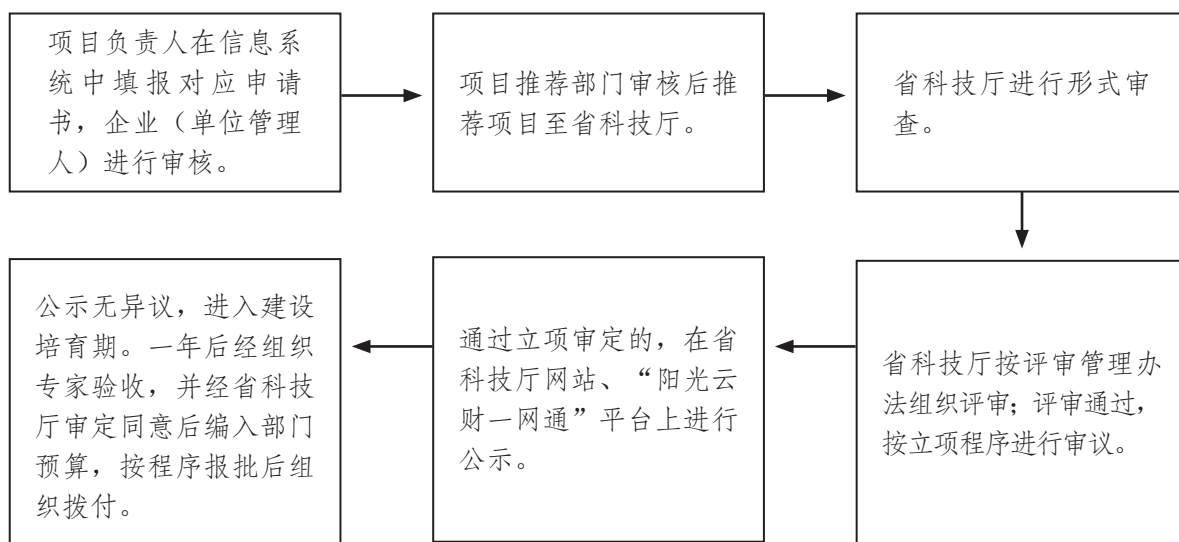 项目负责人在信息系
统中填报对应申请
书，企业（单位管理
人）进行审核。
项目推荐部门审核后推
荐项目至省科技厅。
省科技厅进行形式审
查。
省科技厅按评审管理办
法组织评审；评审通过，
按立项程序进行审议。
通过立项审定的，在省
科技厅网站、“阳光云
财一网通”平台上进行
公示。
公示无异议，进入建设
培育期。一年后经组织
专家验收，并经省科技
厅审定同意后编入部门
预算，按程序报批后组
织拨付。